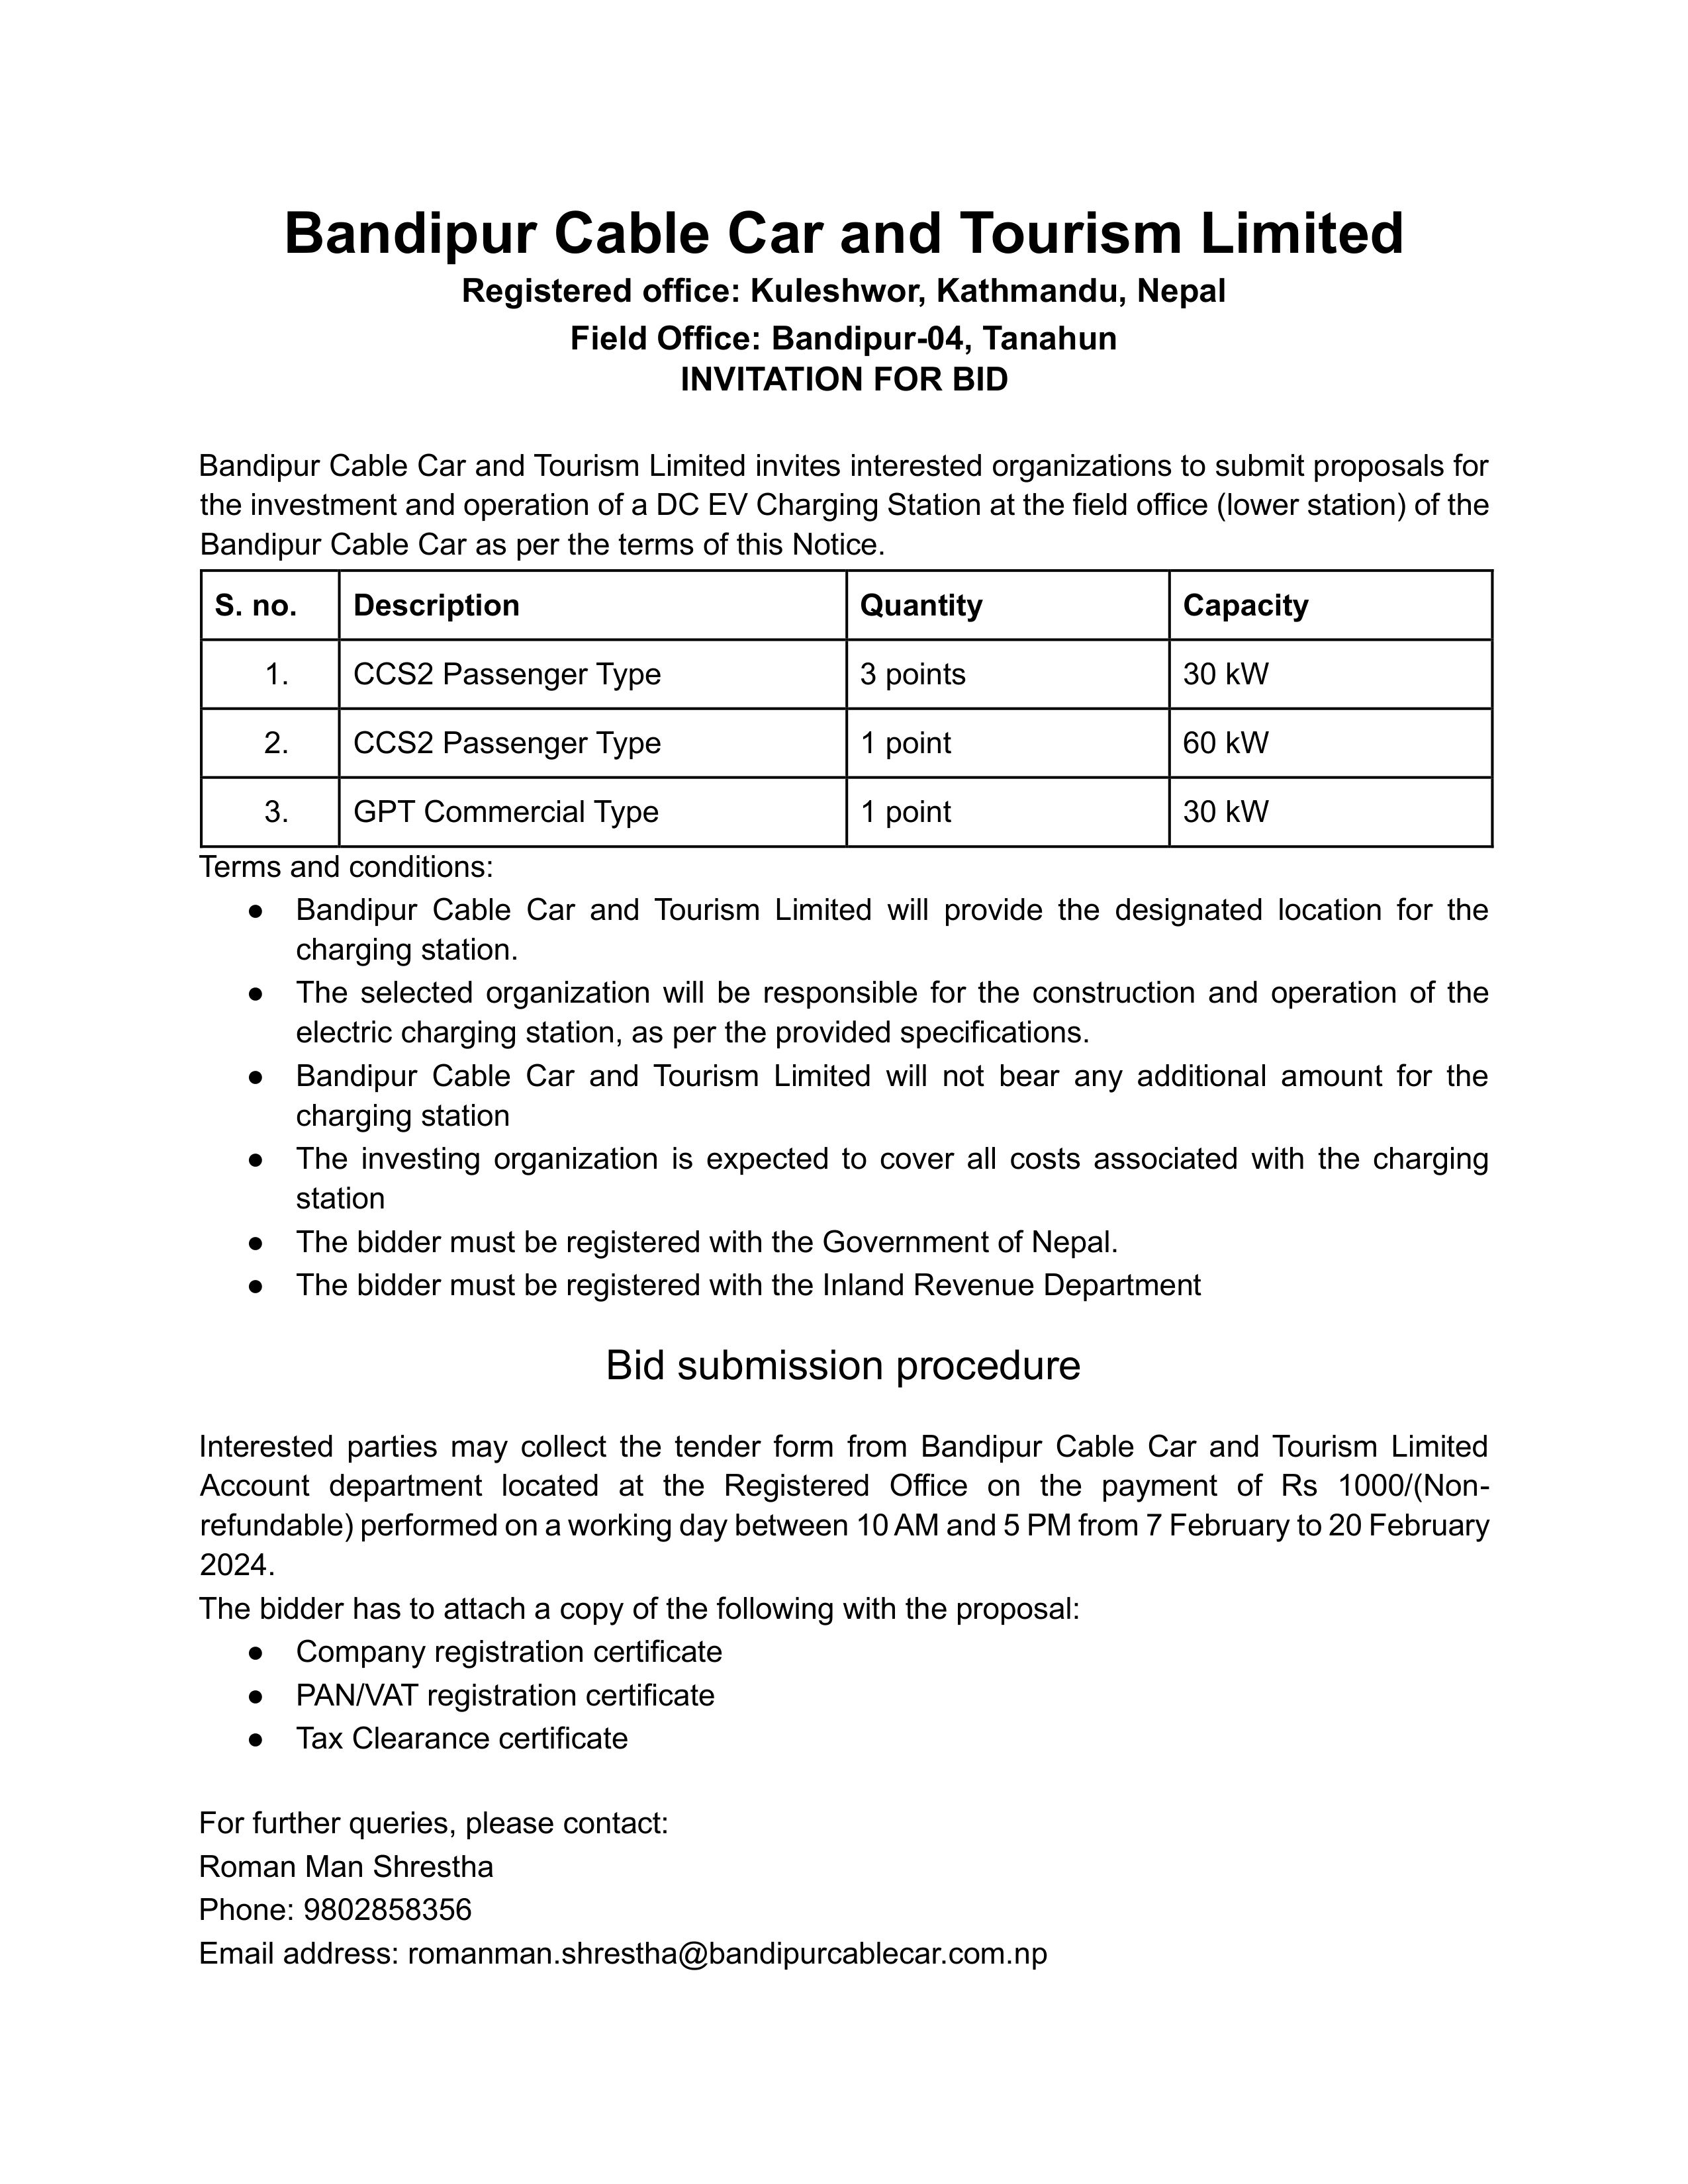 Bandipur Cable Car and Tourism Limited
Registered office: Kuleshwor, Kathmandu, Nepal
Field Office: Bandipur-04, Tanahun
INVITATION FOR BID
Bandipur Cable Car and Tourism Limited invites interested organizations to submit proposals for
the investment and operation of a DC EV Charging Station at the field office (lower station) of the
Bandipur Cable Car as per the terms of this Notice.
S. no. Description Quantity Capacity
1. CCS2 Passenger Type 3 points 30 kW
2. CCS2 Passenger Type 1 point 60 kW
3. GPT Commercial Type 1 point 30 kW
Terms and conditions:
● Bandipur Cable Car and Tourism Limited will provide the designated location for the
charging station.
● The selected organization will be responsible for the construction and operation of the
electric charging station, as per the provided specifications.
● Bandipur Cable Car and Tourism Limited will not bear any additional amount for the
charging station
● The investing organization is expected to cover all costs associated with the charging
station
● The bidder must be registered with the Government of Nepal.
● The bidder must be registered with the Inland Revenue Department
Bid submission procedure
Interested parties may collect the tender form from Bandipur Cable Car and Tourism Limited
Account department located at the Registered Office on the payment of Rs 1000/(Non-
refundable) performed on a working day between 10 AM and 5 PM from 7 February to 20 February
2024.
The bidder has to attach a copy of the following with the proposal:
● Company registration certificate
● PAN/VAT registration certificate
● Tax Clearance certificate
For further queries, please contact:
Roman Man Shrestha
Phone: 9802858356
Email address: romanman.shrestha@bandipurcablecar.com.np